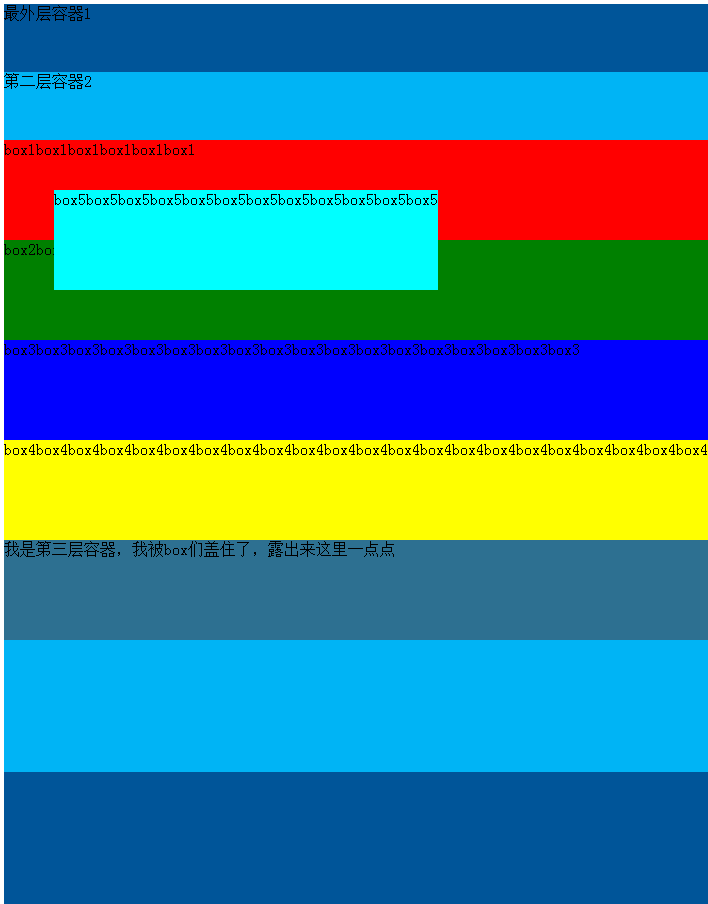 最外层容器1
第二层容器2
box1box1box1box1box1box1
box5box5box5box5box5box5box5box5box5box5box5box5
box2bo
box3box3box3box3box3box3box3box3box3box3box3box3box3box3box3box3box3box3
box4box4box4box4box4box4box4box4box4box4box4box4box4box4box4box4box4box4box4box4box4box4
我是第三层容器，我被box们盖住了，露出来这里一点点